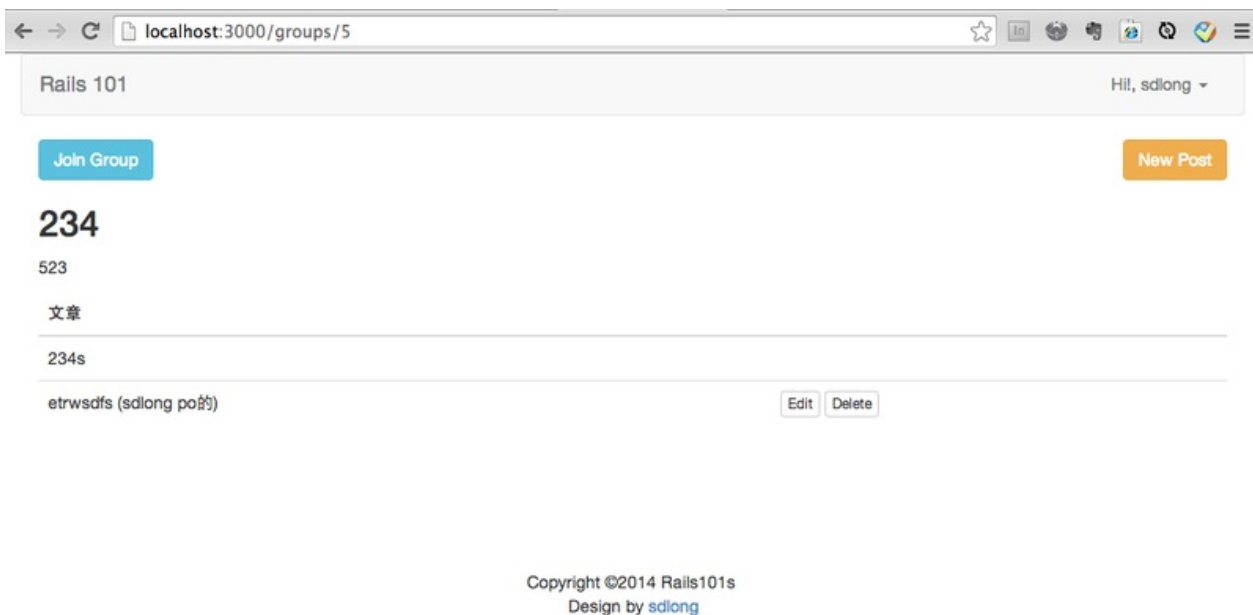 localhost:3000/groups/5
Rails 101
Hi!, sdlong
Join Group
New Post
234
523
文章
234s
etrwsdfs (sdlong po的)
Edit Delete
Copyright ©2014 Rails101s
Design by sdlong